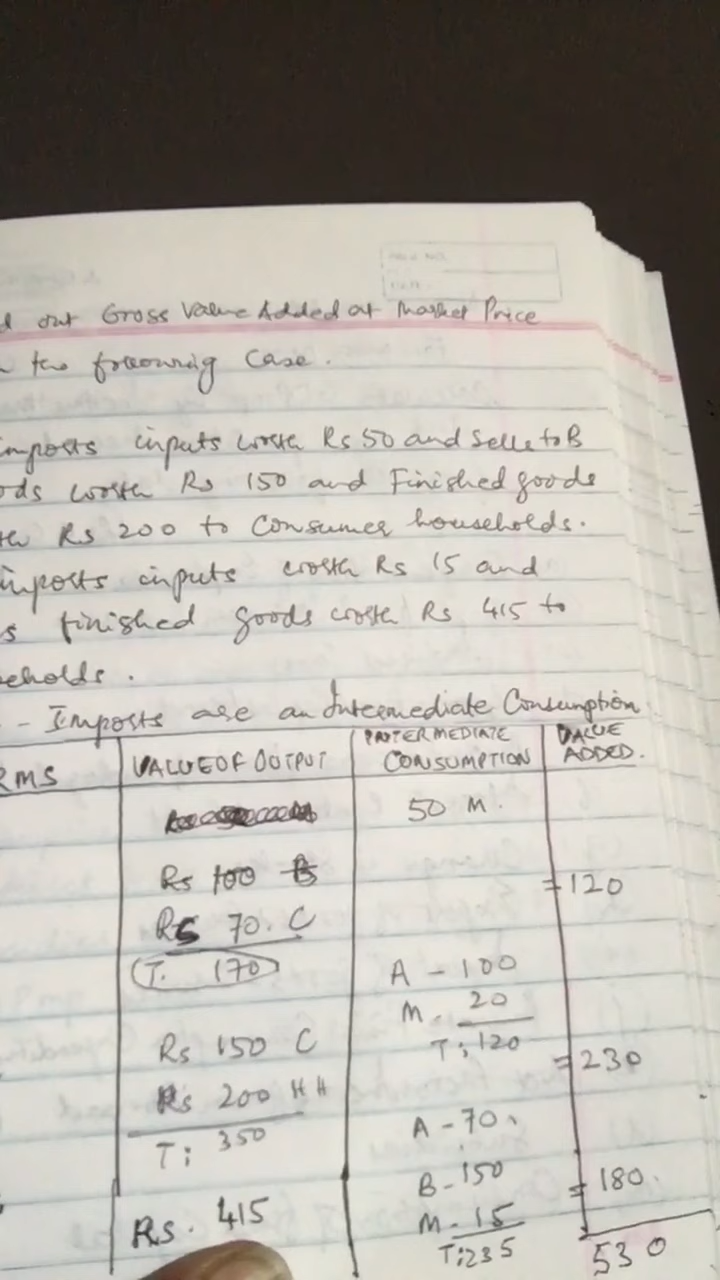 d out Gross Value Added at Market Price
n the following Case.
imports inputs worth Rs 50 and sells to B
ods worth Rs 150 and Finished goods
th Rs 200 to Consumer households.
imports inputs worth Rs 15 and
s finished goods worth Rs 415 to
seholds.
- Imports are an Intermediate Consumption
RMS VALUE OF OUTPUT INTERMEDIATE CONSUMPTION VALUE ADDED.
50 M.
Rs 100 B
= 120
Rs 70. C
(T. 170)
A - 100
M - 20
T: 120
Rs 150 C
= 230
Rs 200 HH
T: 350
A - 70
B - 150
= 180
Rs. 415
M - 15
T: 235
530